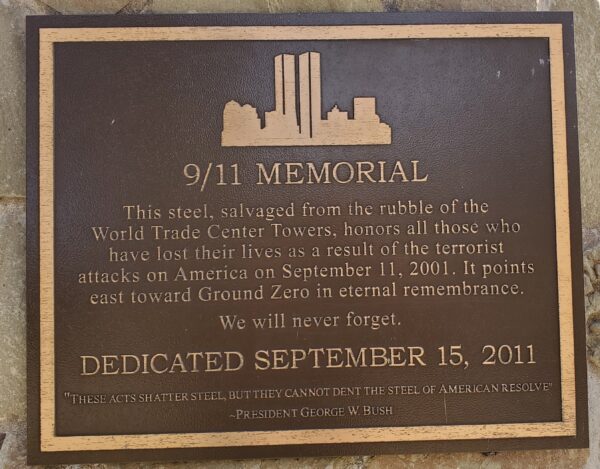 9/11 MEMORIAL
This steel, salvaged from the rubble of the
World Trade Center Towers, honors all those who
have lost their lives as a result of the terrorist
attacks on America on September 11, 2001. It points
east toward Ground Zero in eternal remembrance.
We will never forget.
DEDICATED SEPTEMBER 15, 2011
"THESE ACTS SHATTER STEEL, BUT THEY CANNOT DENT THE STEEL OF AMERICAN RESOLVE"
~PRESIDENT GEORGE W. BUSH